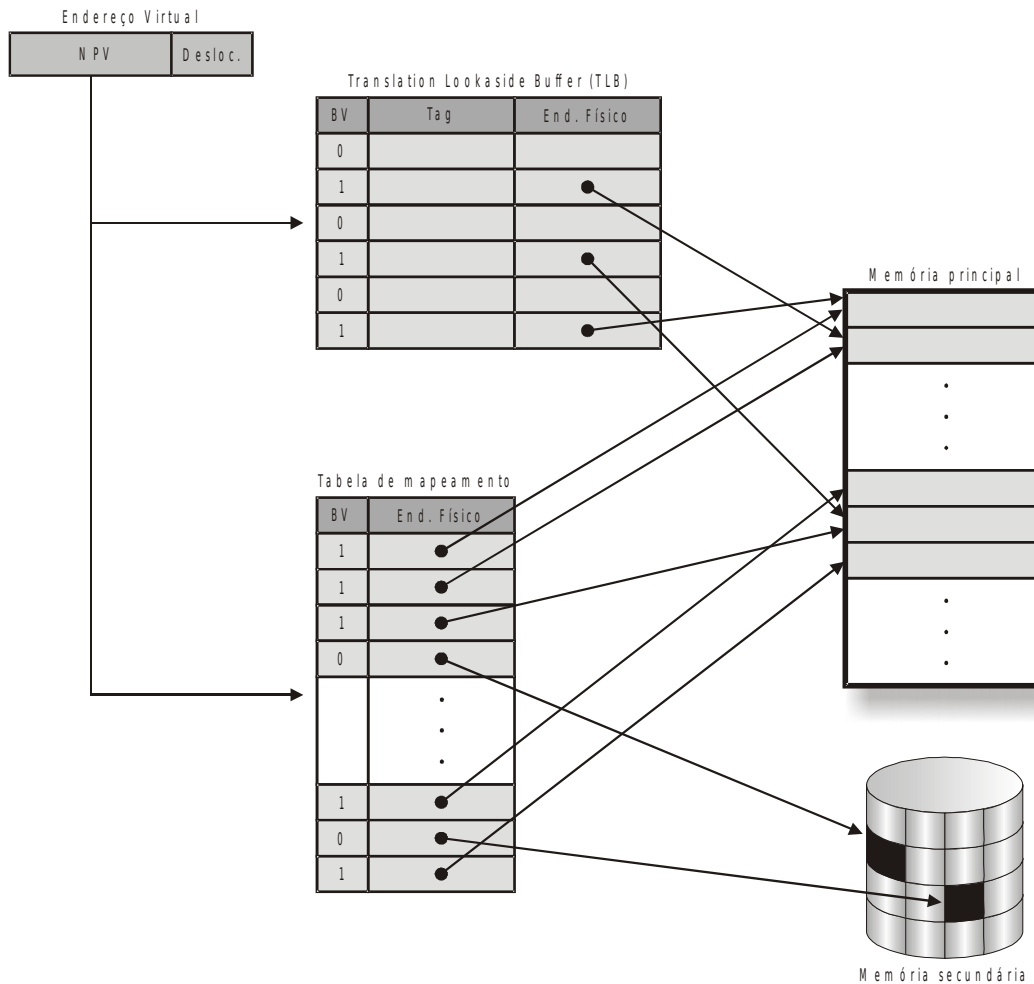 Endereço Virtual
NPV Desloc.
Translation Lookaside Buffer (TLB)
BV Tag End. Físico
0
1
0
1
0
1
Memória principal
Tabela de mapeamento
BV End. Físico
1
1
1
0
1
0
1
Memória secundária